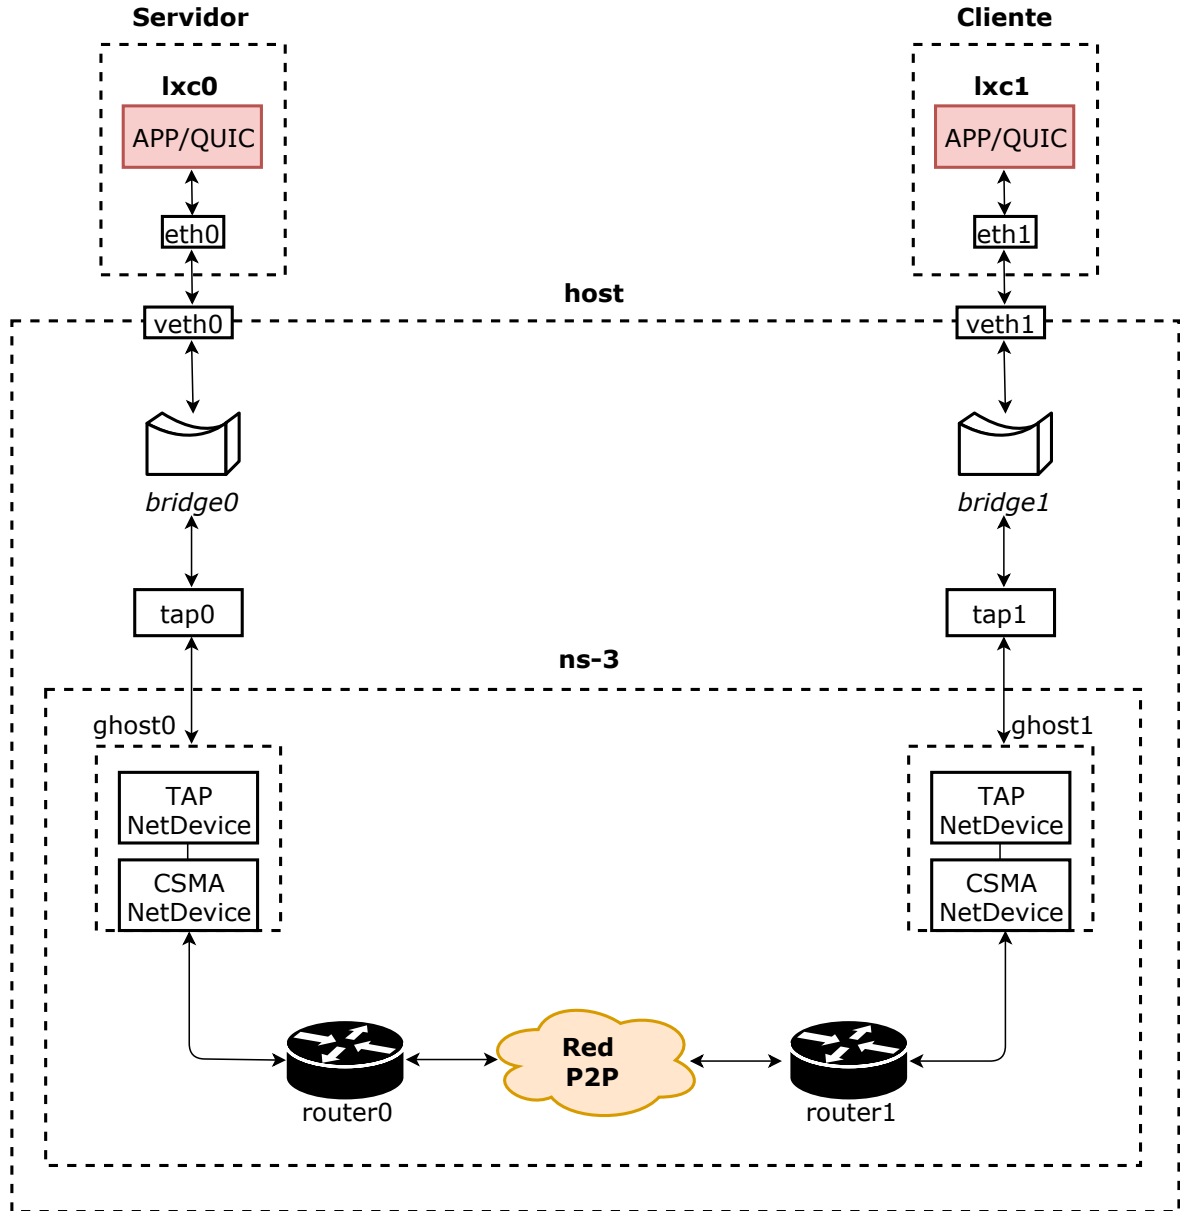 Servidor
Cliente
lxc0
lxc1
APP/QUIC
APP/QUIC
eth0
eth1
host
veth0
veth1
bridge0
bridge1
tap0
tap1
ns-3
ghost0
ghost1
TAP
NetDevice
TAP
NetDevice
CSMA
NetDevice
CSMA
NetDevice
Red
P2P
router0
router1